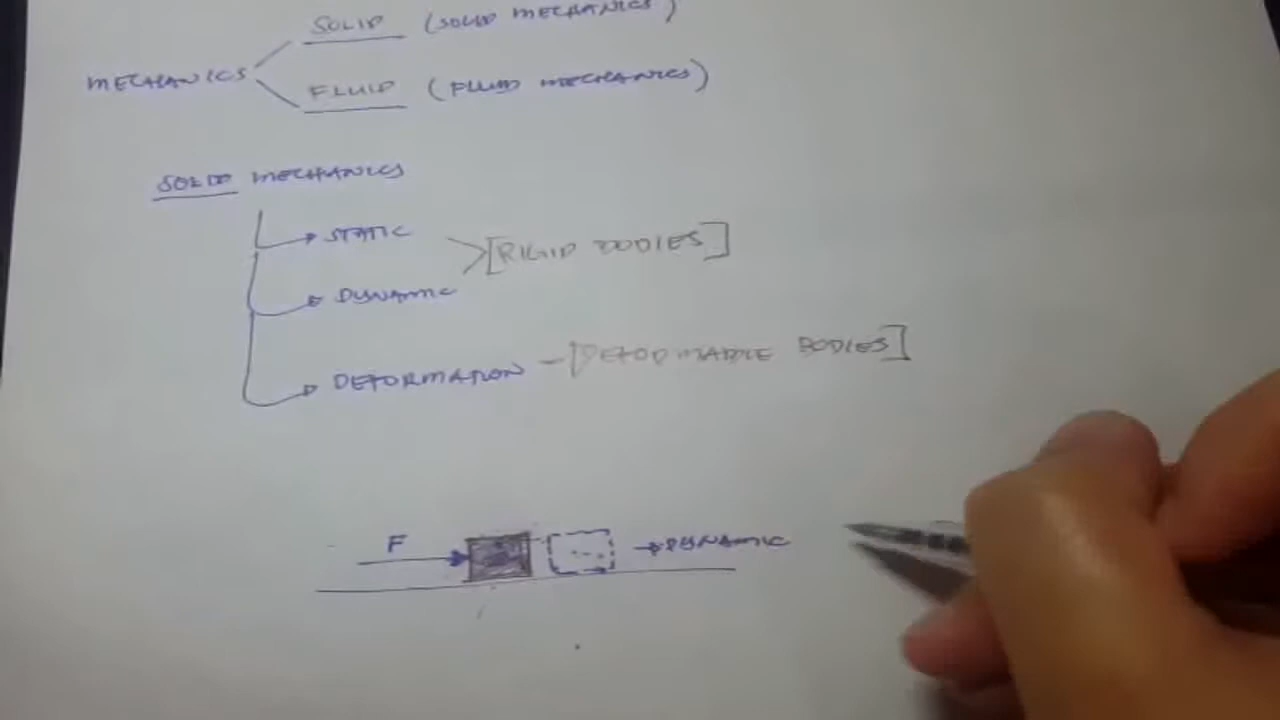 SOLID (SOLID MECHANICS)
MECHANICS
FLUID (FLUID MECHANICS)
SOLID MECHANICS
STATIC
[RIGID BODIES]
DYNAMIC
DEFORMATION - [DEFORMABLE BODIES]
F
DYNAMIC